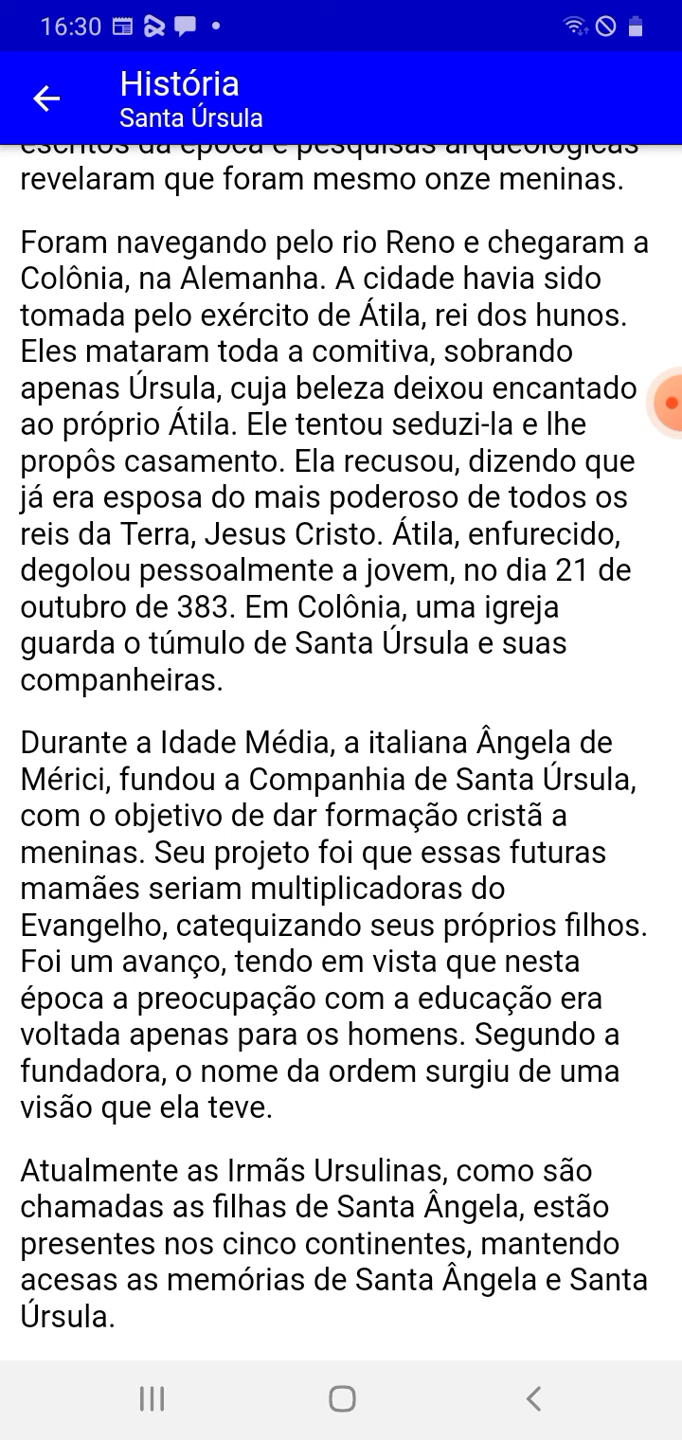 16:30
História
Santa Úrsula
escritos da época e pesquisas arqueológicas
revelaram que foram mesmo onze meninas.
Foram navegando pelo rio Reno e chegaram a
Colônia, na Alemanha. A cidade havia sido
tomada pelo exército de Átila, rei dos hunos.
Eles mataram toda a comitiva, sobrando
apenas Úrsula, cuja beleza deixou encantado
ao próprio Átila. Ele tentou seduzi-la e lhe
propôs casamento. Ela recusou, dizendo que
já era esposa do mais poderoso de todos os
reis da Terra, Jesus Cristo. Átila, enfurecido,
degolou pessoalmente a jovem, no dia 21 de
outubro de 383. Em Colônia, uma igreja
guarda o túmulo de Santa Úrsula e suas
companheiras.
Durante a Idade Média, a italiana Ângela de
Mérici, fundou a Companhia de Santa Úrsula,
com o objetivo de dar formação cristã a
meninas. Seu projeto foi que essas futuras
mamães seriam multiplicadoras do
Evangelho, catequizando seus próprios filhos.
Foi um avanço, tendo em vista que nesta
época a preocupação com a educação era
voltada apenas para os homens. Segundo a
fundadora, o nome da ordem surgiu de uma
visão que ela teve.
Atualmente as Irmãs Ursulinas, como são
chamadas as filhas de Santa Ângela, estão
presentes nos cinco continentes, mantendo
acesas as memórias de Santa Ângela e Santa
Úrsula.